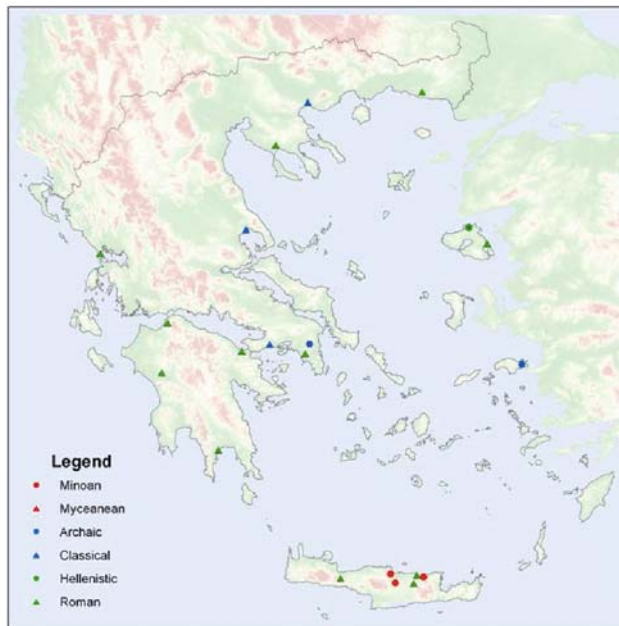 Legend
Minoan
Myceanean
Archaic
Classical
Hellenistic
Roman